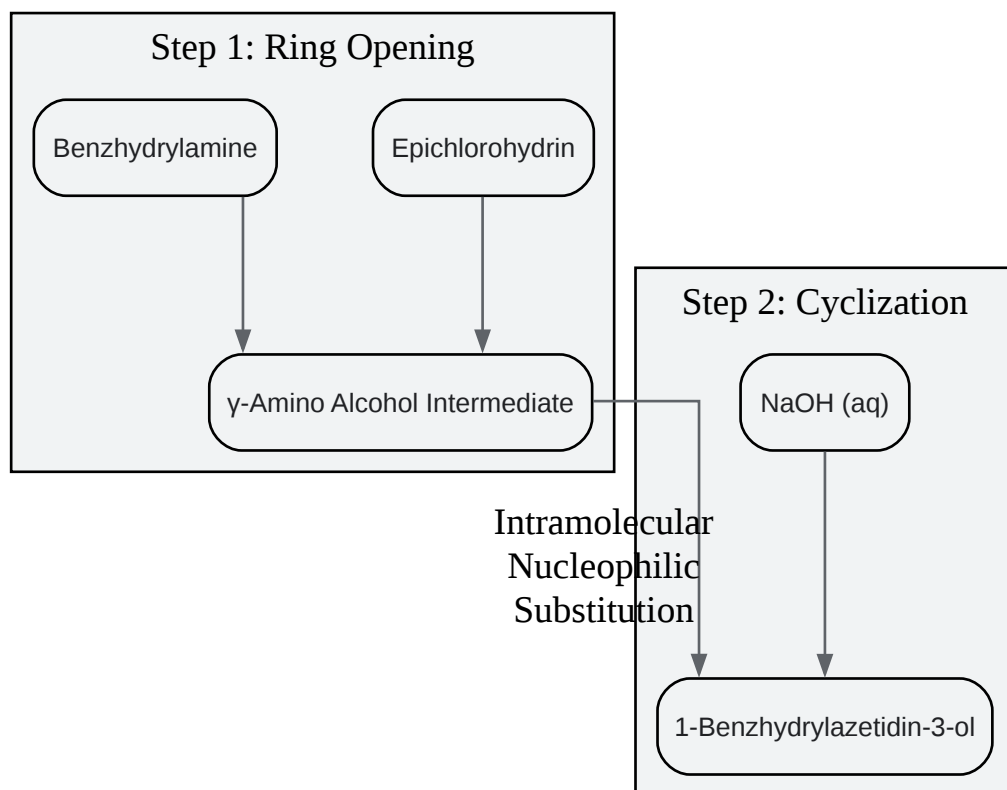 Step 1: Ring Opening
Benzhydrylamine
Epichlorohydrin
γ-Amino Alcohol Intermediate
Step 2: Cyclization
NaOH (aq)
Intramolecular
Nucleophilic
Substitution
1-Benzhydrylazetidin-3-ol